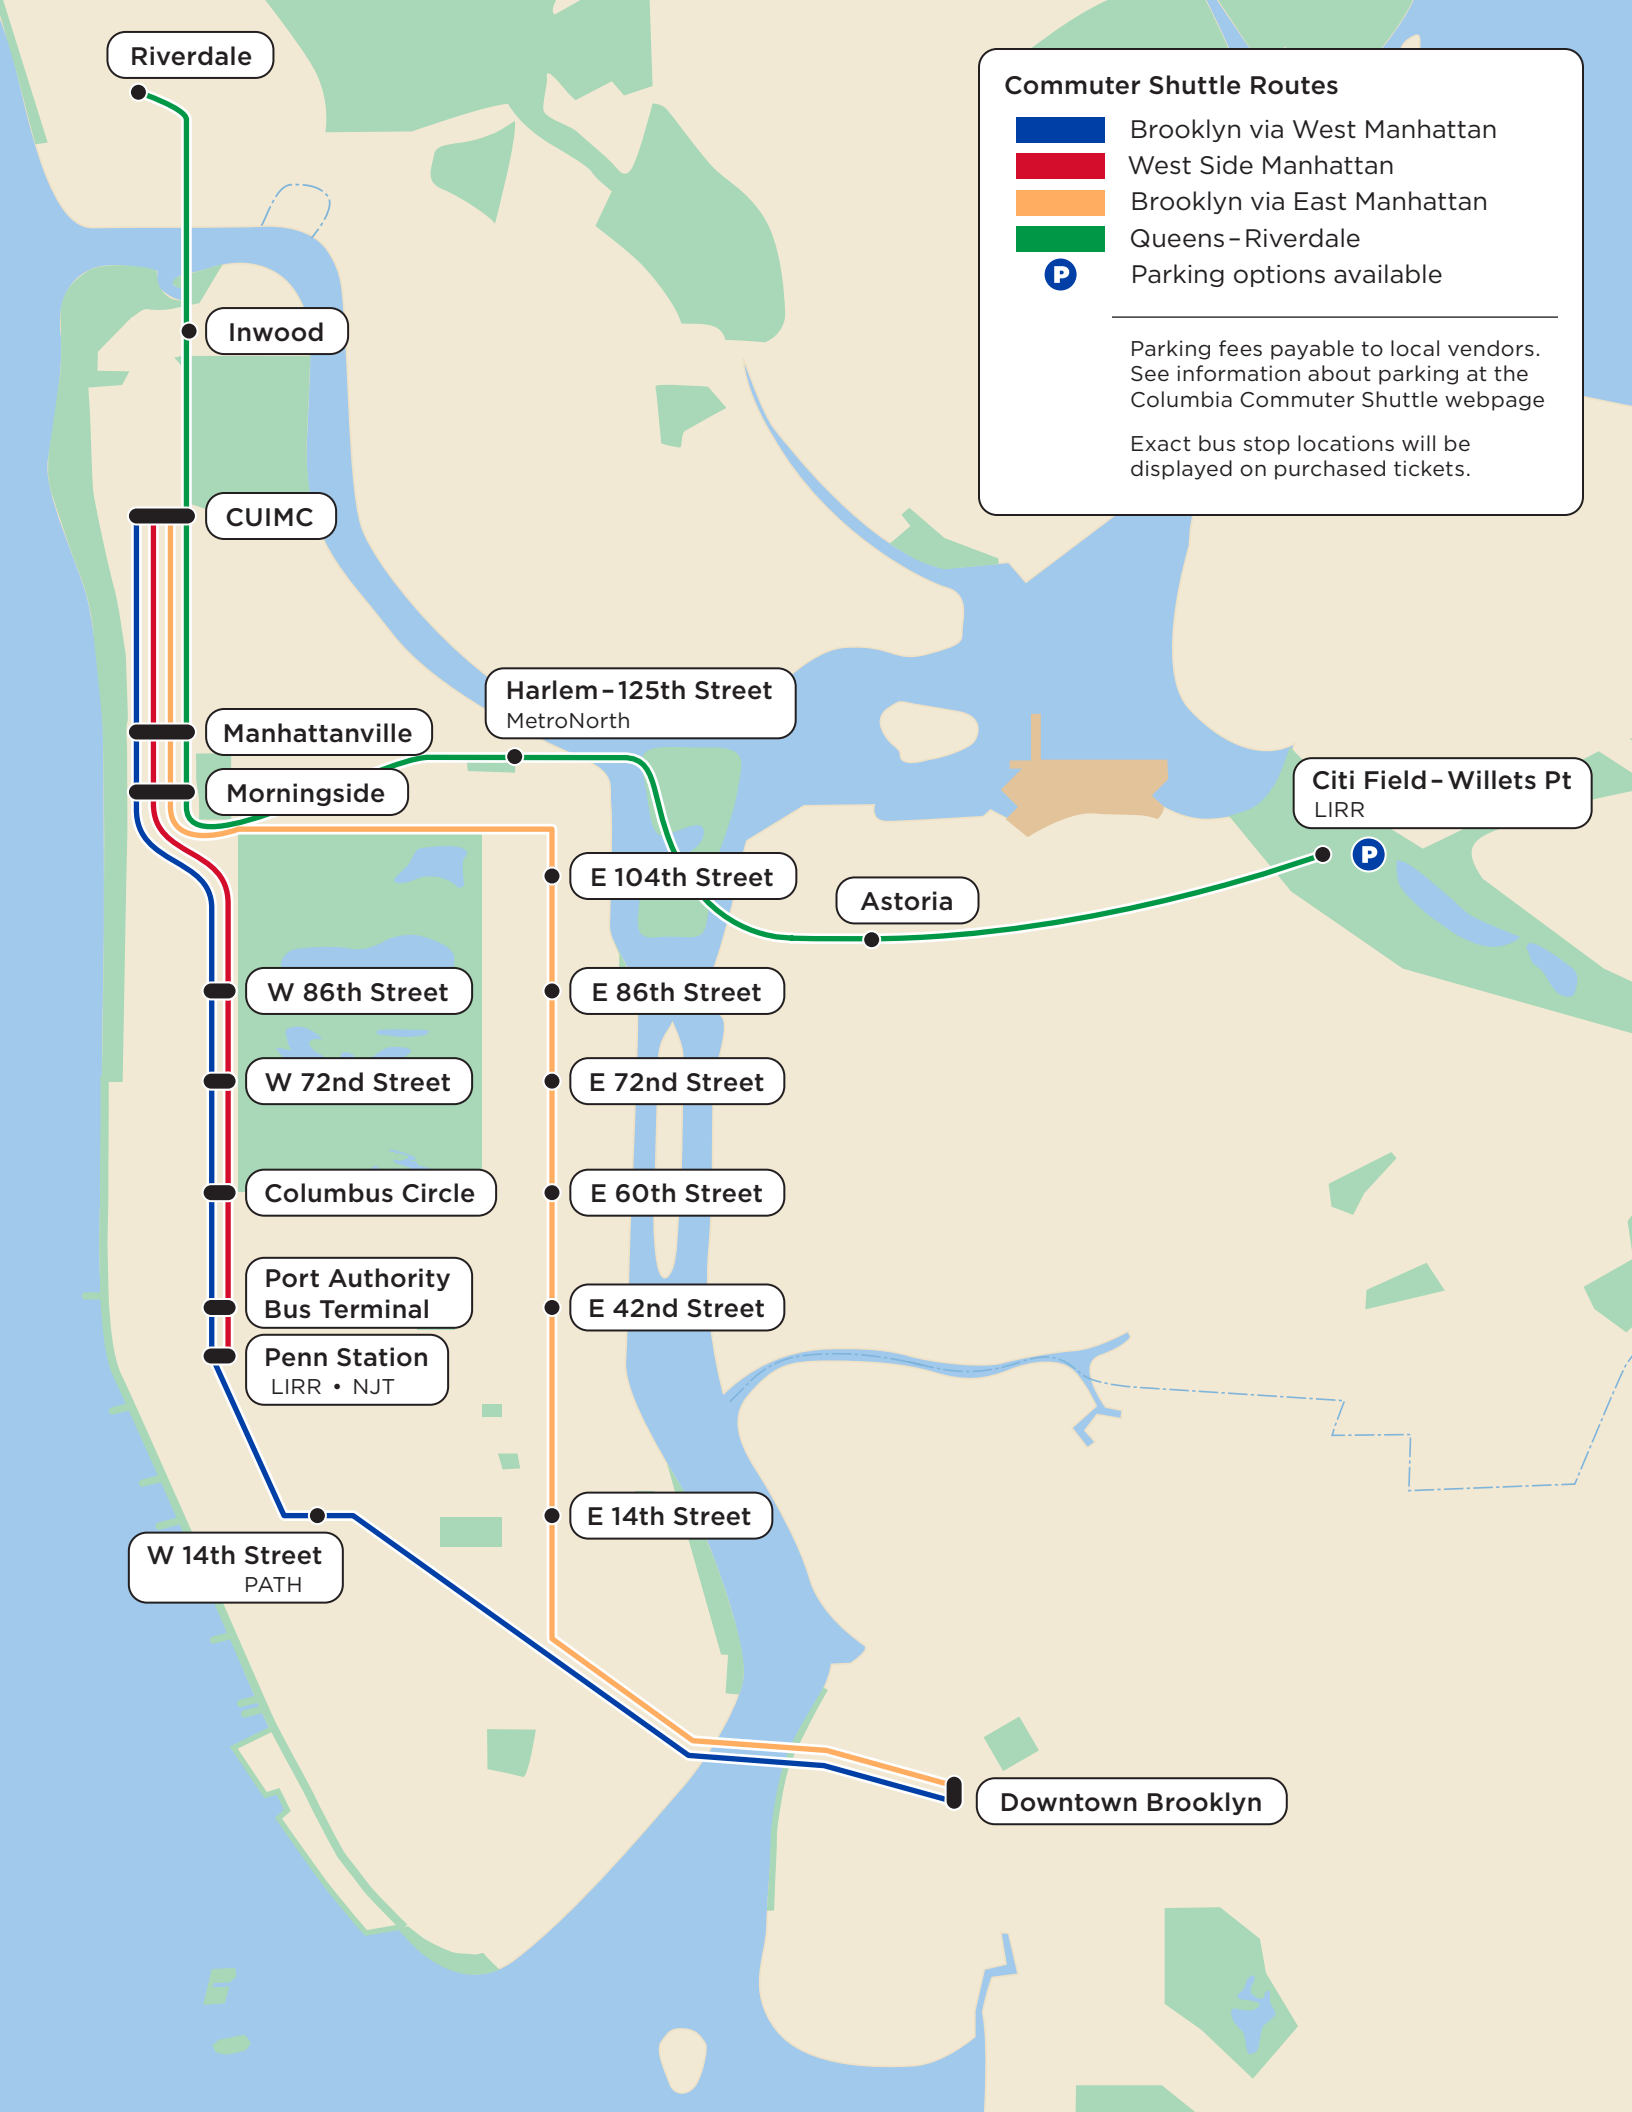 Riverdale
Commuter Shuttle Routes
Brooklyn via West Manhattan
West Side Manhattan
Brooklyn via East Manhattan
Queens–Riverdale
P Parking options available
Parking fees payable to local vendors.
See information about parking at the
Columbia Commuter Shuttle webpage
Exact bus stop locations will be
displayed on purchased tickets.
Inwood
CUIMC
Manhattanville
Morningside
Harlem–125th Street
MetroNorth
Citi Field–Willets Pt
LIRR
P
E 104th Street
Astoria
W 86th Street
E 86th Street
W 72nd Street
E 72nd Street
Columbus Circle
E 60th Street
Port Authority
Bus Terminal
E 42nd Street
Penn Station
LIRR • NJT
E 14th Street
W 14th Street
PATH
Downtown Brooklyn